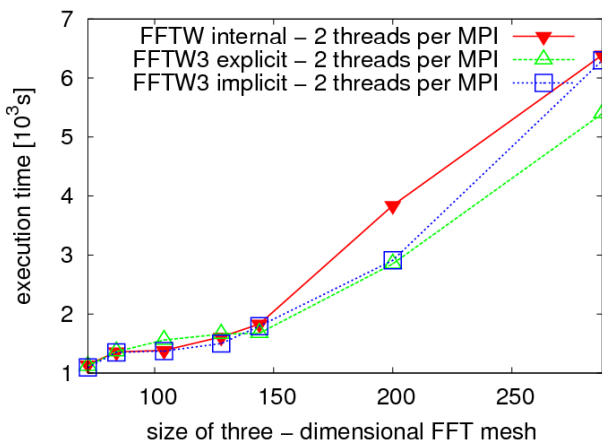 7
6
5
4
3
2
1
execution time [10³s]
FFTW internal – 2 threads per MPI
FFTW3 explicit – 2 threads per MPI
FFTW3 implicit – 2 threads per MPI
100 150 200 250
size of three – dimensional FFT mesh